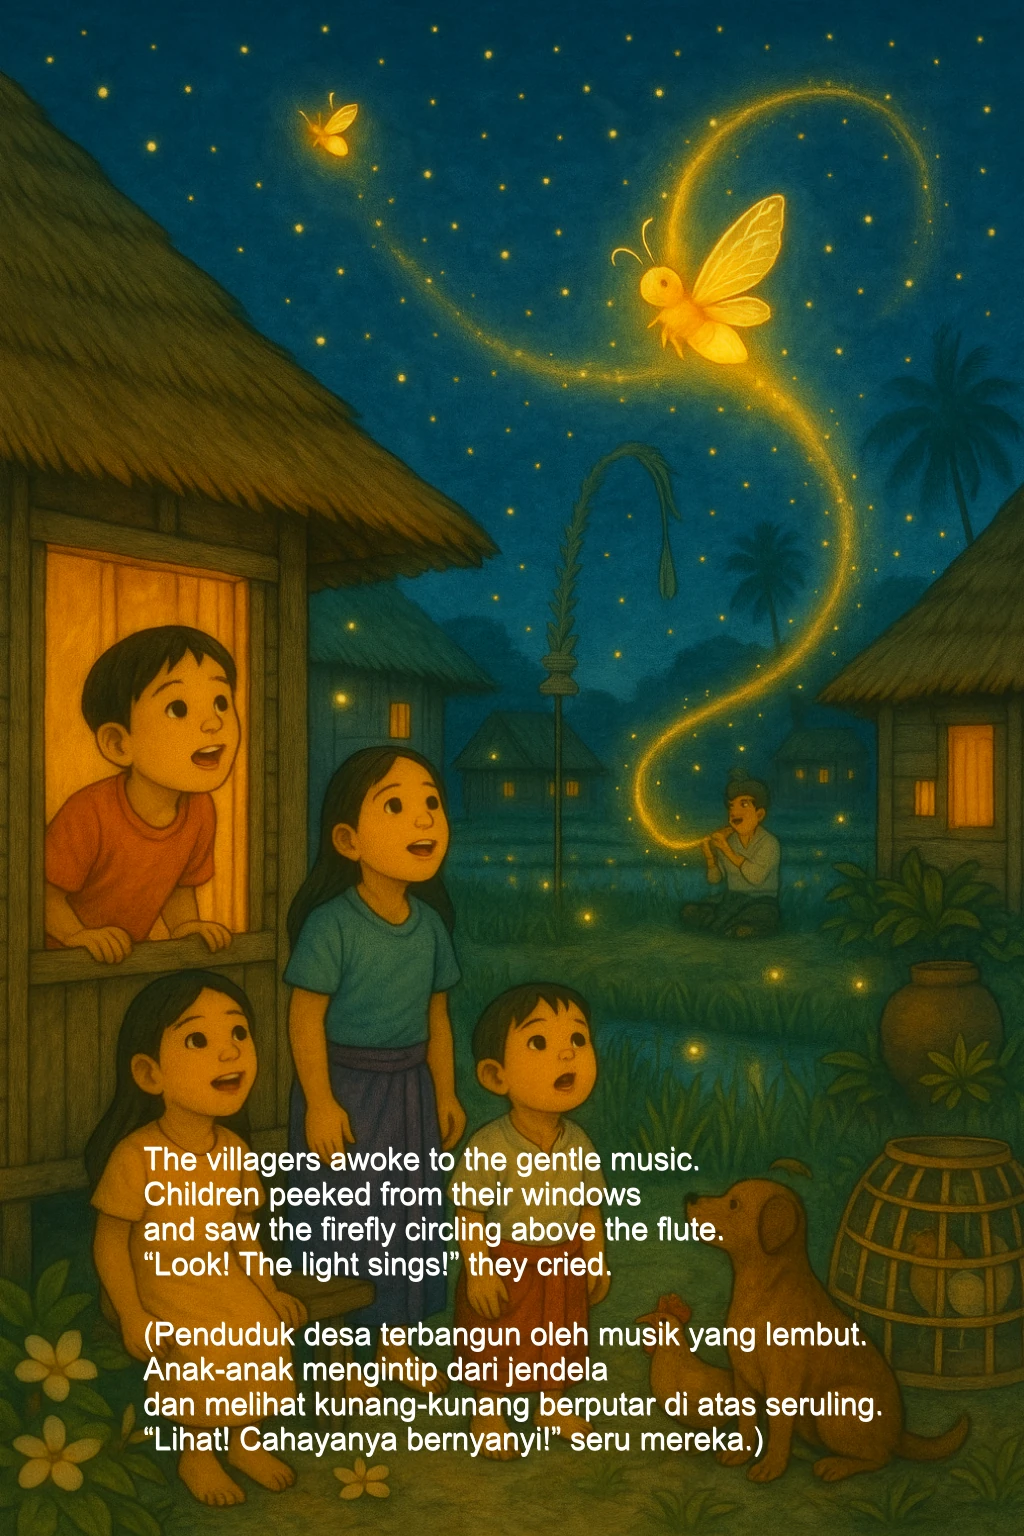 The villagers awoke to the gentle music.
Children peeked from their windows
and saw the firefly circling above the flute.
“Look! The light sings!” they cried.
(Penduduk desa terbangun oleh musik yang lembut.
Anak-anak mengintip dari jendela
dan melihat kunang-kunang berputar di atas seruling.
“Lihat! Cahayanya bernyanyi!” seru mereka.)